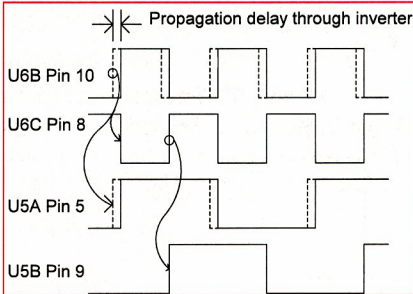 Propagation delay through inverter
U6B Pin 10
U6C Pin 8
U5A Pin 5
U5B Pin 9